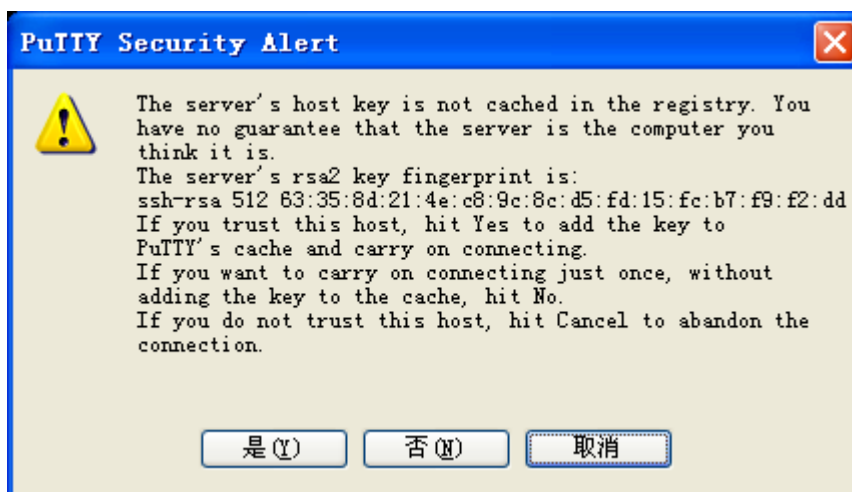 PuTTY Security Alert
The server's host key is not cached in the registry. You
have no guarantee that the server is the computer you
think it is.
The server's rsa2 key fingerprint is:
ssh-rsa 512 63:35:8d:21:4e:c8:9c:8c:d5:fd:15:fc:b7:f9:f2:dd
If you trust this host, hit Yes to add the key to
PuTTY's cache and carry on connecting.
If you want to carry on connecting just once, without
adding the key to the cache, hit No.
If you do not trust this host, hit Cancel to abandon the
connection.
是(Y) 否(N) 取消